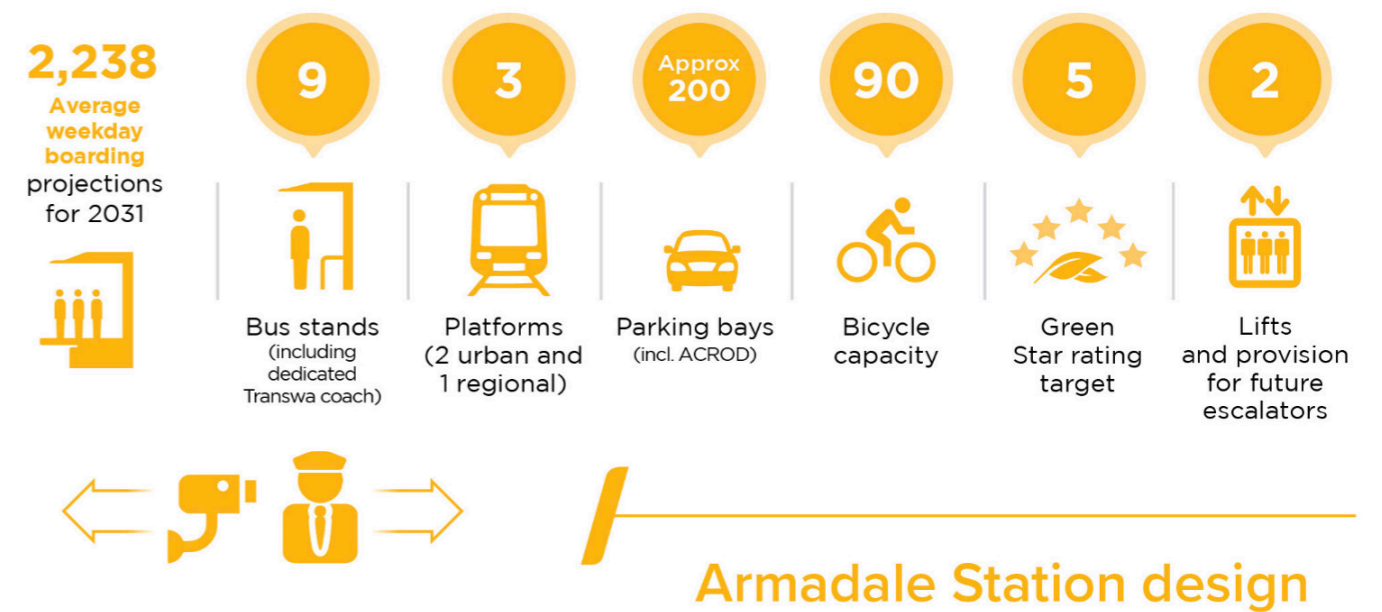 2,238
Average
weekday
boarding
projections
for 2031
9
Bus stands
(including
dedicated
Transwa coach)
3
Platforms
(2 urban and
1 regional)
Approx
200
Parking bays
(incl. ACROD)
90
Bicycle
capacity
5
Green
Star rating
target
2
Lifts
and provision
for future
escalators
Armadale Station design